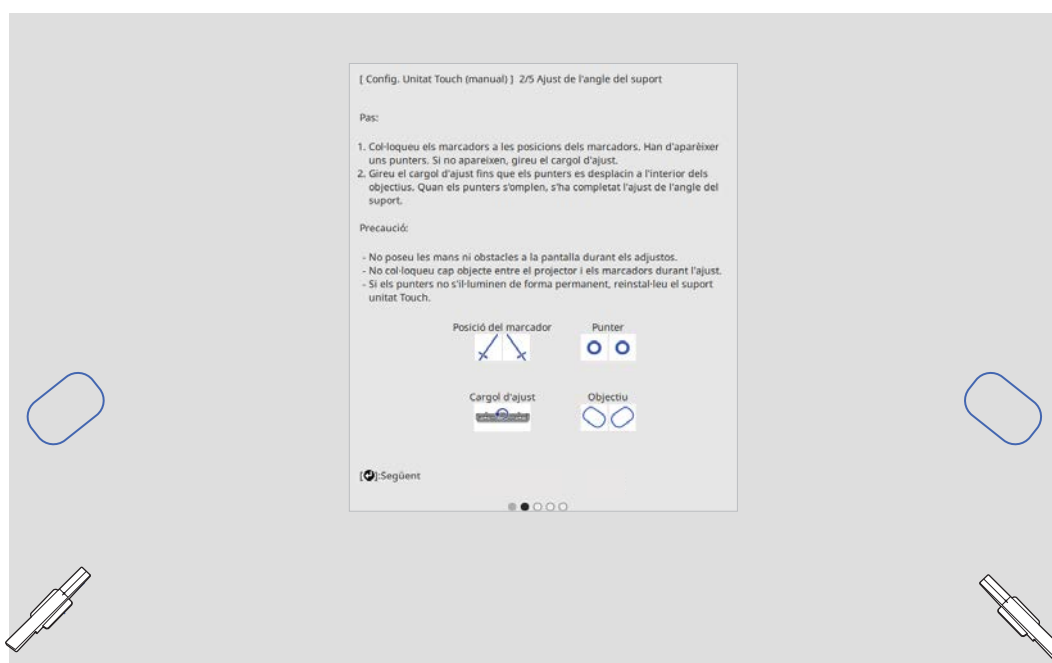 [ Config. Unitat Touch (manual) ] 2/5 Ajust de l'angle del suport
Pas:
1. Col·loqueu els marcadors a les posicions dels marcadors. Han d'aparèixer
uns punters. Si no apareixen, gireu el cargol d'ajust.
2. Gireu el cargol d'ajust fins que els punters es desplacin a l'interior dels
objectius. Quan els punters s'omplen, s'ha completat l'ajust de l'angle del
suport.
Precaució:
- No poseu les mans ni obstacles a la pantalla durant els adjustos.
- No col·loqueu cap objecte entre el projector i els marcadors durant l'ajust.
- Si els punters no s'il·luminen de forma permanent, reinstal·leu el suport
unitat Touch.
Posició del marcador Punter
Cargol d'ajust Objectiu
[⏎]:Següent